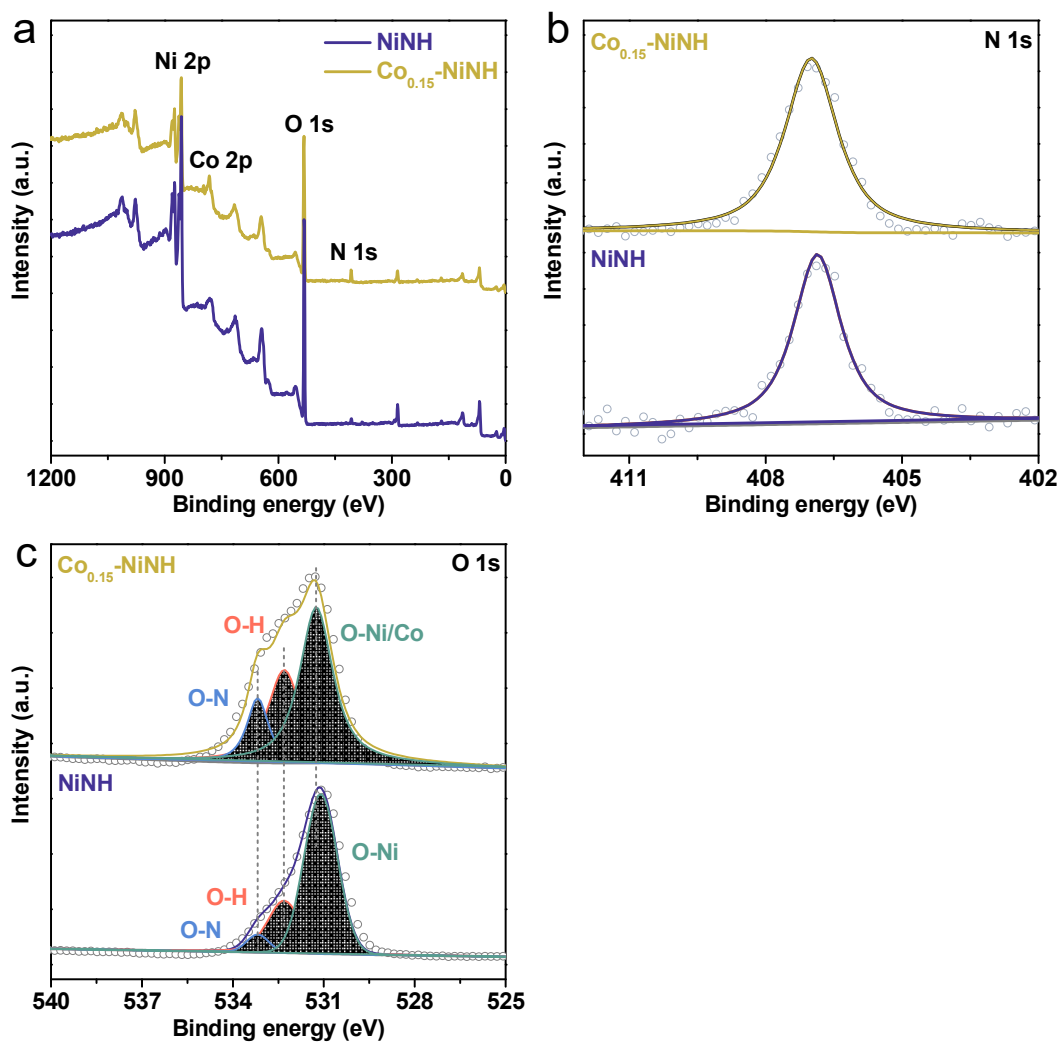 a
NiNH
Co0.15-NiNH
Ni 2p
Co 2p
O 1s
N 1s
Intensity (a.u.)
1200 900 600 300 0
Binding energy (eV)
b
Co0.15-NiNH
N 1s
NiNH
Intensity (a.u.)
411 408 405 402
Binding energy (eV)
c
Co0.15-NiNH
O 1s
O-H
O-Ni/Co
O-N
NiNH
O-Ni
O-H
O-N
Intensity (a.u.)
540 537 534 531 528 525
Binding energy (eV)